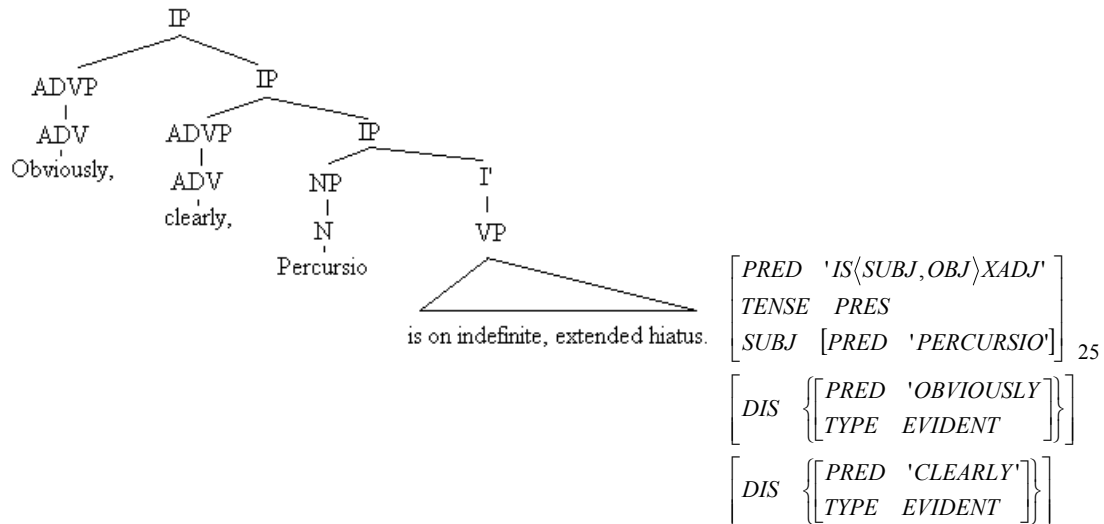 IP
ADVP IP
ADV ADVP IP
Obviously, ADV NP I'
clearly, N VP
Percursio
is on indefinite, extended hiatus.
[PRED 'IS⟨SUBJ, OBJ⟩XADJ'
TENSE PRES
SUBJ [PRED 'PERCURSIO']] 25
[DIS {[PRED 'OBVIOUSLY
TYPE EVIDENT]}]
[DIS {[PRED 'CLEARLY'
TYPE EVIDENT]}]